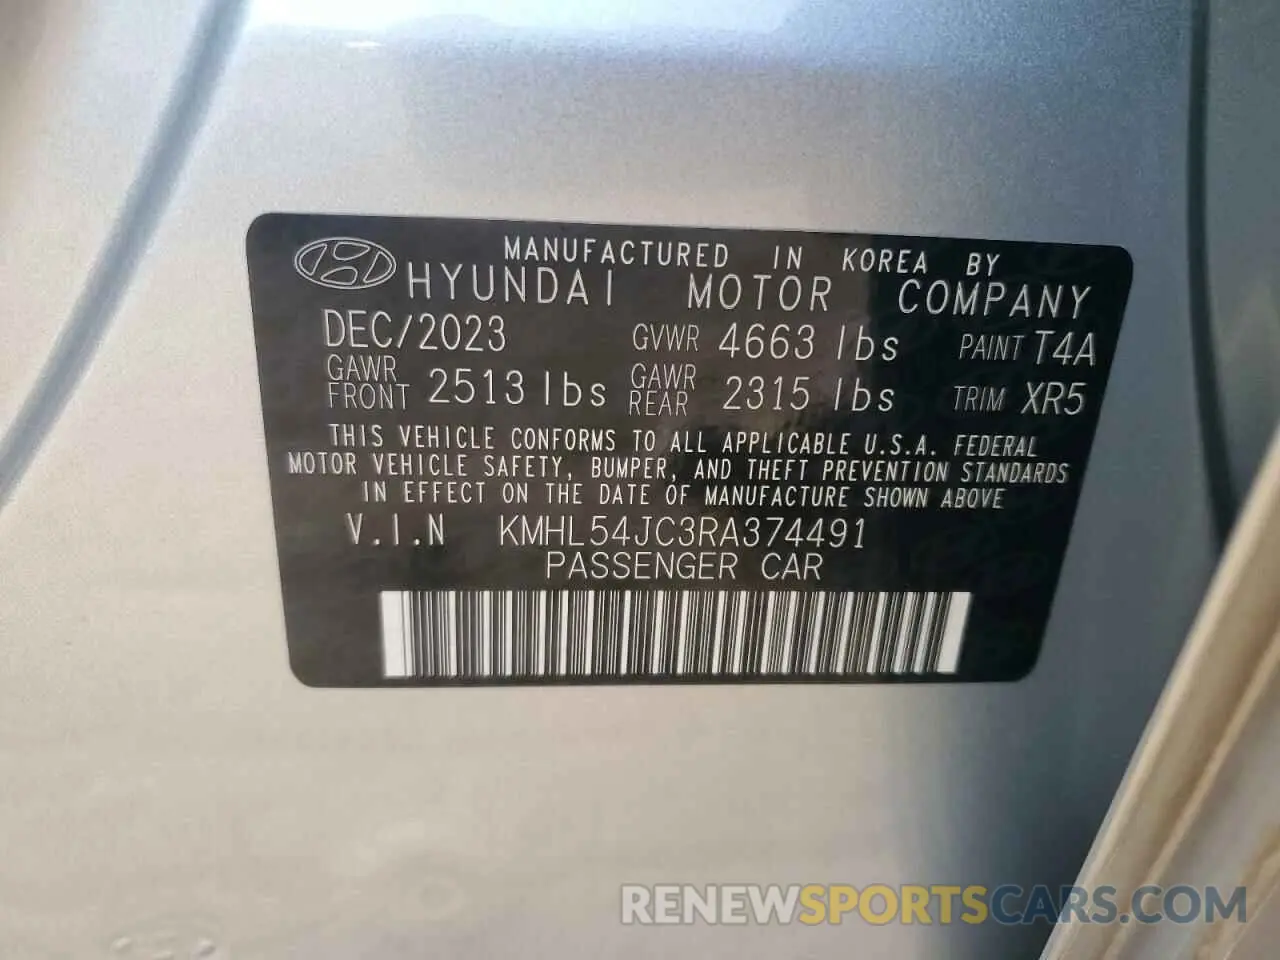 MANUFACTURED IN KOREA BY
HYUNDAI MOTOR COMPANY
DEC/2023 GVWR 4663 lbs PAINT T4A
GAWR FRONT 2513 lbs GAWR REAR 2315 lbs TRIM XR5
THIS VEHICLE CONFORMS TO ALL APPLICABLE U.S.A. FEDERAL
MOTOR VEHICLE SAFETY, BUMPER, AND THEFT PREVENTION STANDARDS
IN EFFECT ON THE DATE OF MANUFACTURE SHOWN ABOVE
V.I.N KMHL54JC3RA374491
PASSENGER CAR
RENEWSPORTSCARS.COM